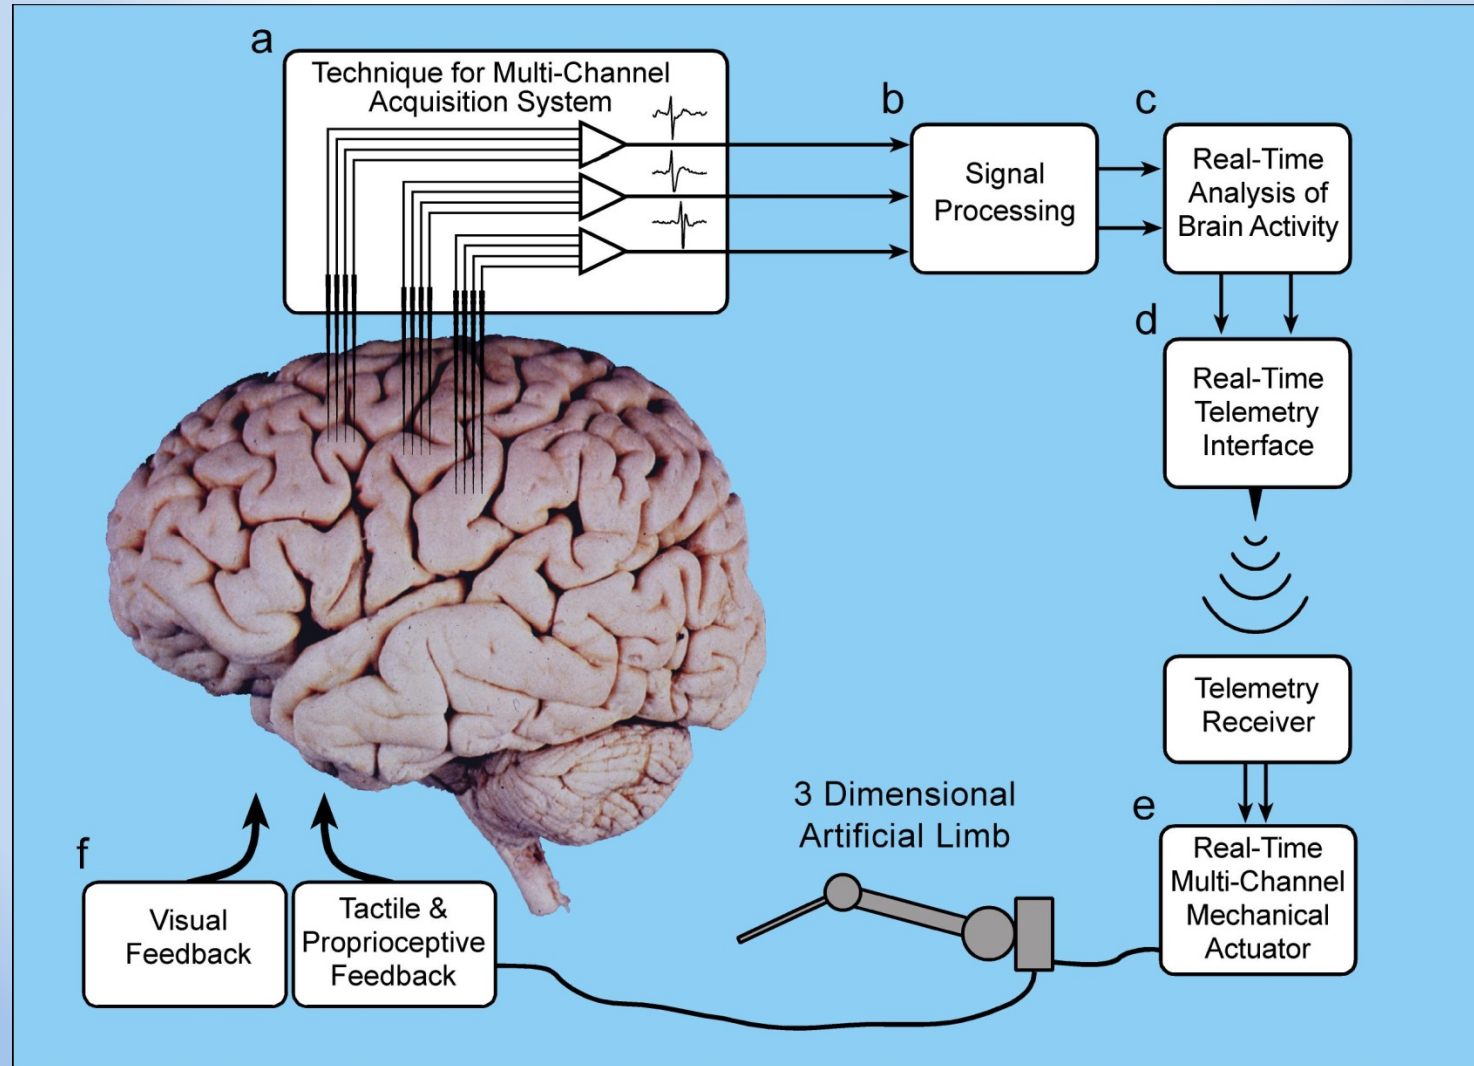 a
Technique for Multi-Channel
Acquisition System
b
Signal
Processing
c
Real-Time
Analysis of
Brain Activity
d
Real-Time
Telemetry
Interface
Telemetry
Receiver
e
Real-Time
Multi-Channel
Mechanical
Actuator
3 Dimensional
Artificial Limb
f
Visual
Feedback
Tactile &
Proprioceptive
Feedback